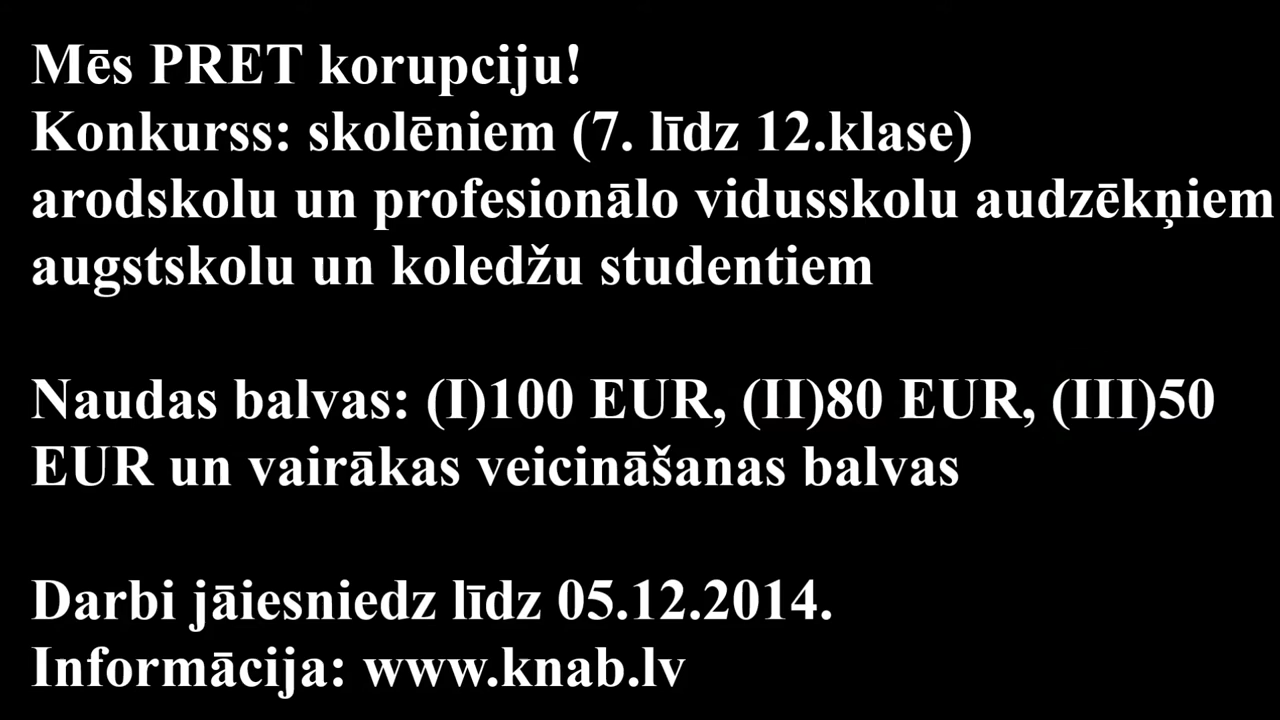 Mēs PRET korupciju!
Konkurss: skolēniem (7. līdz 12.klase)
arodskolu un profesionālo vidusskolu audzēkņiem
augstskolu un koledžu studentiem
Naudas balvas: (I)100 EUR, (II)80 EUR, (III)50
EUR un vairākas veicināšanas balvas
Darbi jāiesniedz līdz 05.12.2014.
Informācija: www.knab.lv